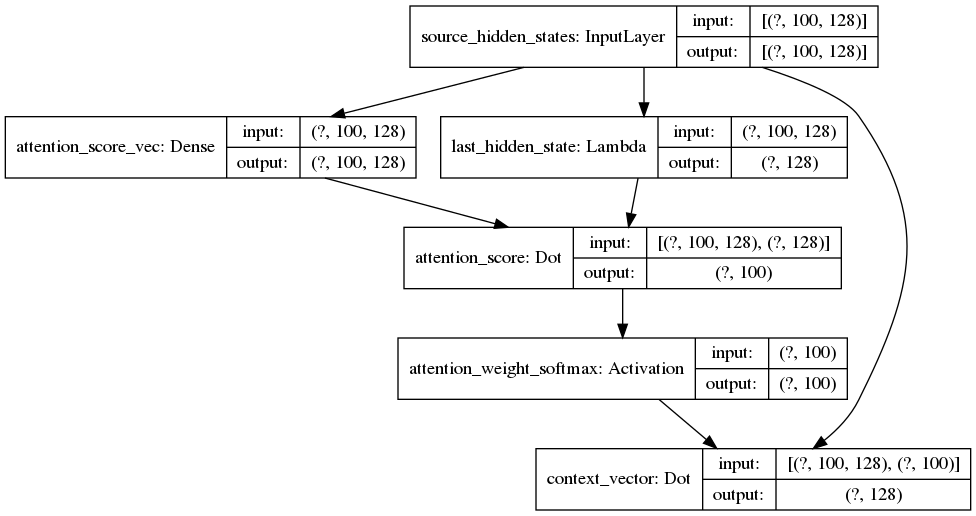 source_hidden_states: InputLayer
input: [(?, 100, 128)]
output: [(?, 100, 128)]
attention_score_vec: Dense
input: (?, 100, 128)
output: (?, 100, 128)
last_hidden_state: Lambda
input: (?, 100, 128)
output: (?, 128)
attention_score: Dot
input: [(?, 100, 128), (?, 128)]
output: (?, 100)
attention_weight_softmax: Activation
input: (?, 100)
output: (?, 100)
context_vector: Dot
input: [(?, 100, 128), (?, 100)]
output: (?, 128)